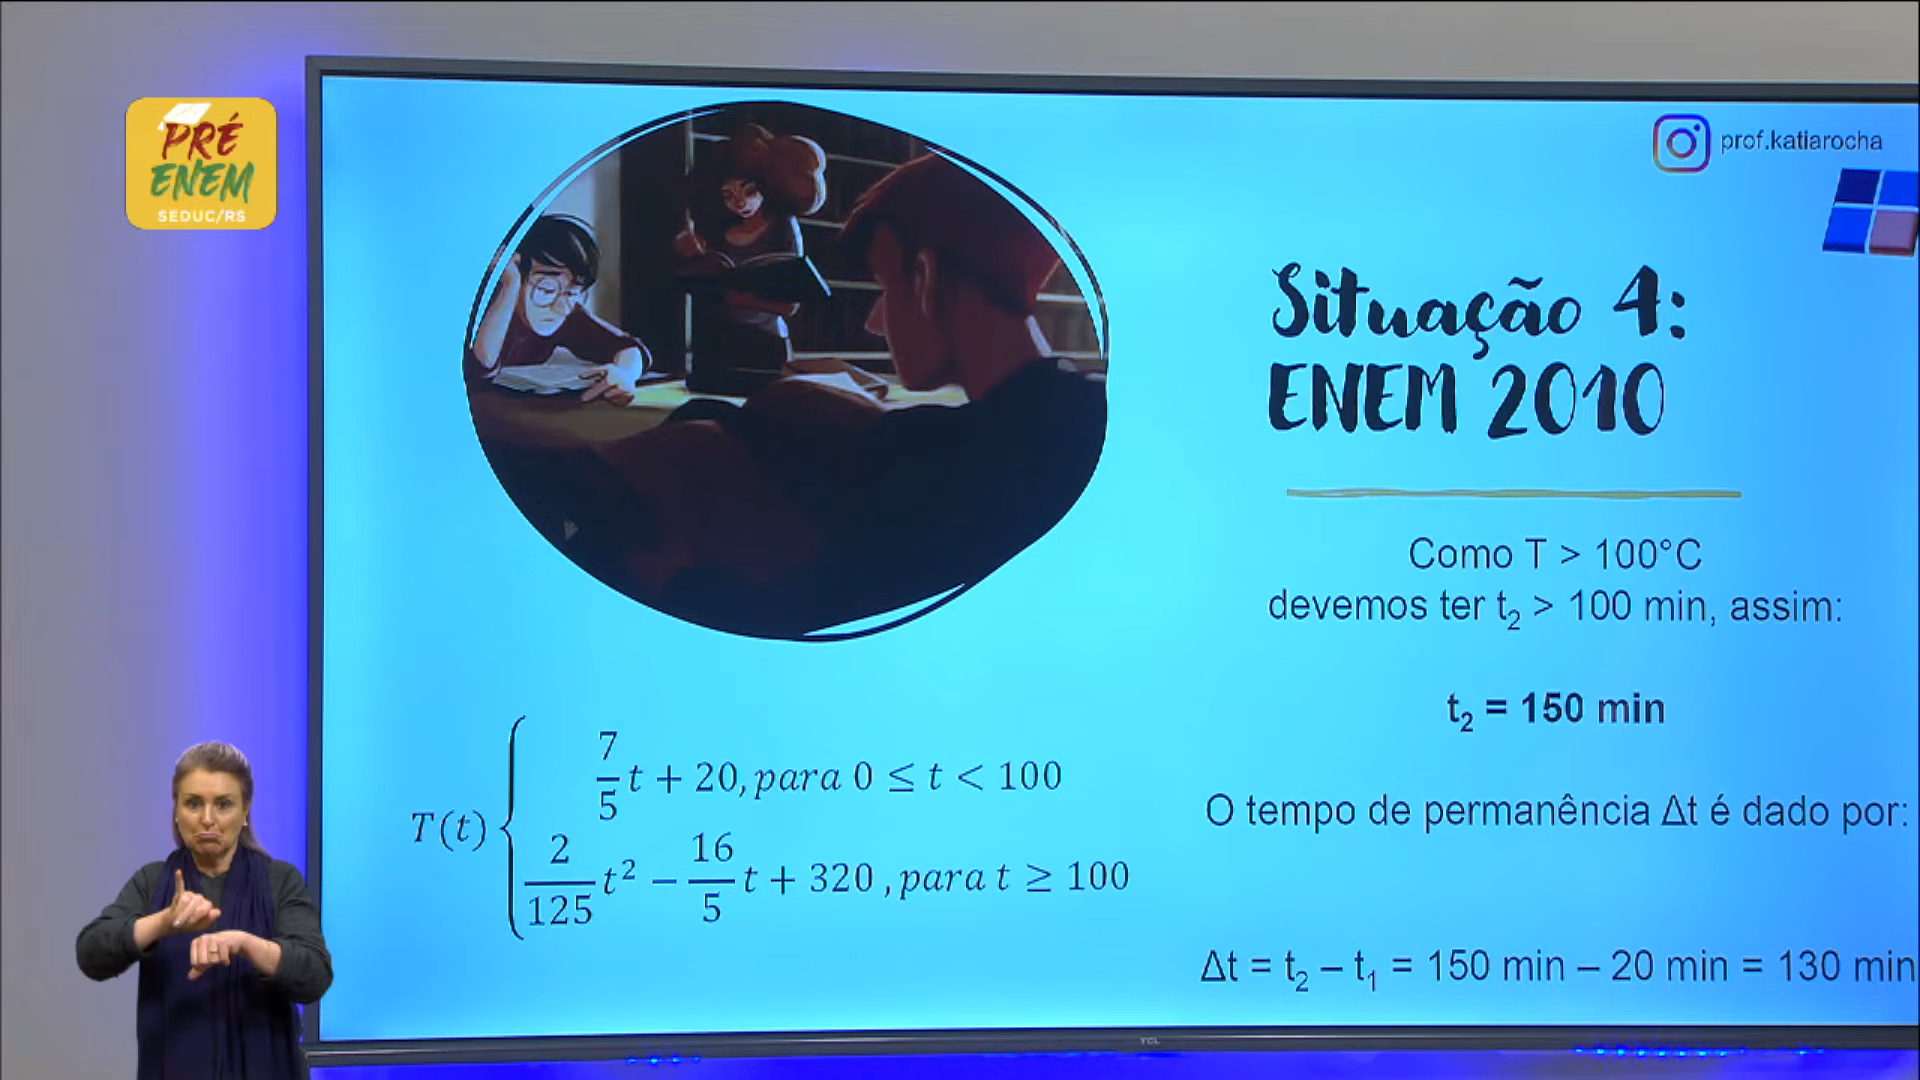 PRÉ
ENEM
SEDUC/RS
prof.katiarocha
Situação 4:
ENEM 2010
Como T > 100°C
devemos ter t₂ > 100 min, assim:
t₂ = 150 min
O tempo de permanência Δt é dado por:
Δt = t₂ – t₁ = 150 min – 20 min = 130 min
T(t) { 7/5 t + 20, para 0 ≤ t < 100
2/125 t² − 16/5 t + 320 , para t ≥ 100
TCL